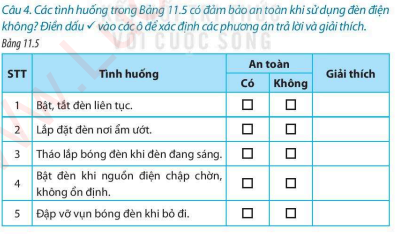 Câu 4. Các tình huống trong Bảng 11.5 có đảm bảo an toàn khi sử dụng đèn điện
không? Điền dấu ✓ vào các ô để xác định các phương án trả lời và giải thích.
VỚI CUỘC SỐNG
Bảng 11.5
STT Tình huống An toàn Giải thích
Có Không
1 Bật, tắt đèn liên tục. ☐ ☐
2 Lắp đặt đèn nơi ẩm ướt. ☐ ☐
3 Tháo lắp bóng đèn khi đèn đang sáng. ☐ ☐
4 Bật đèn khi nguồn điện chập chờn, ☐ ☐
không ổn định.
5 Đập vỡ vụn bóng đèn khi bỏ đi. ☐ ☐